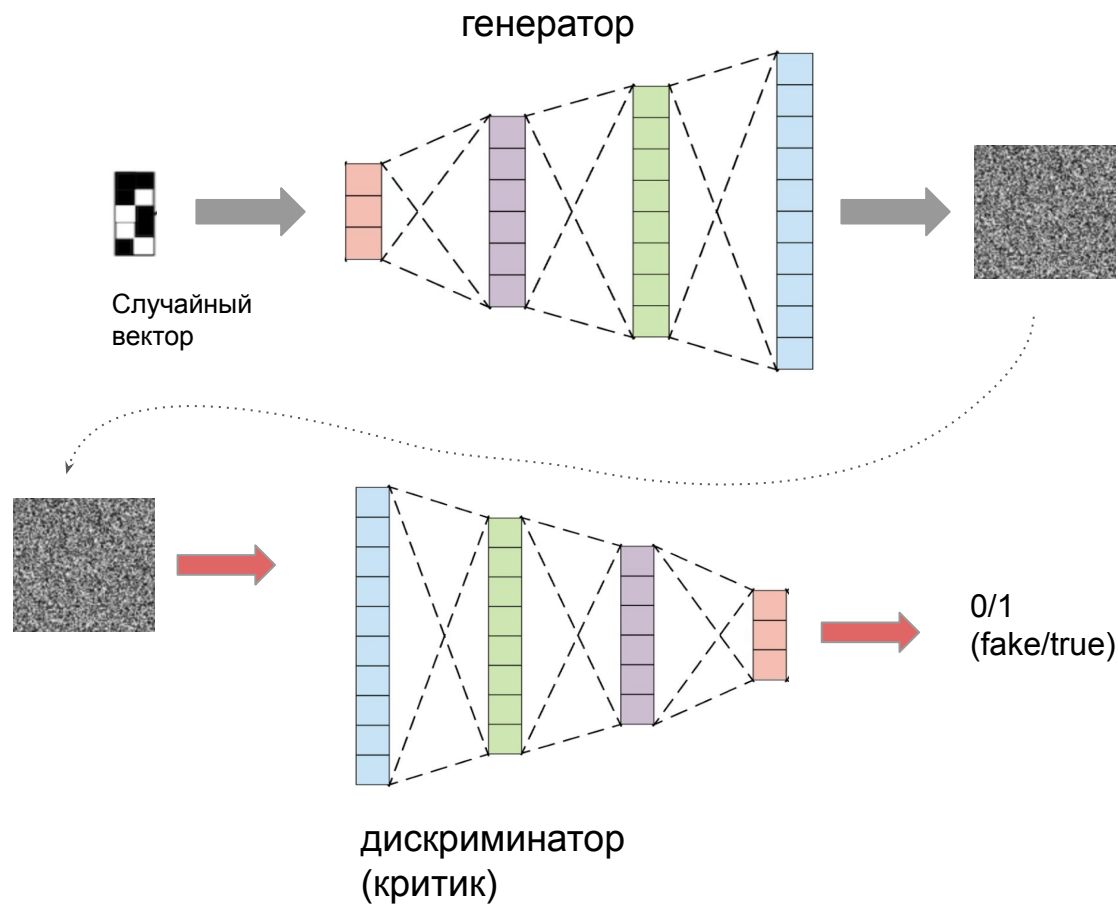 генератор
Случайный
вектор
0/1
(fake/true)
дискриминатор
(критик)